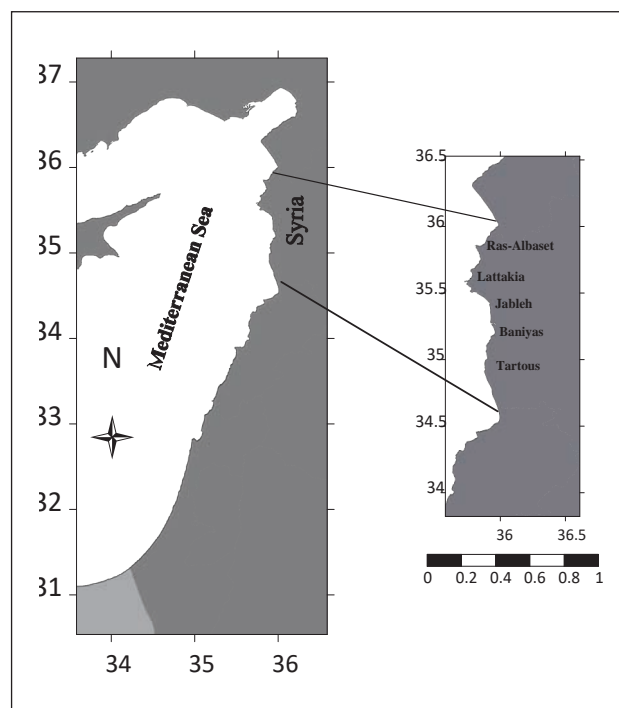 37
36
35
34
33
32
31
34 35 36
Mediterranean Sea
Syria
N
36.5
36
35.5
35
34.5
34
36 36.5
Ras-Albaset
Lattakia
Jableh
Baniyas
Tartous
0 0.2 0.4 0.6 0.8 1